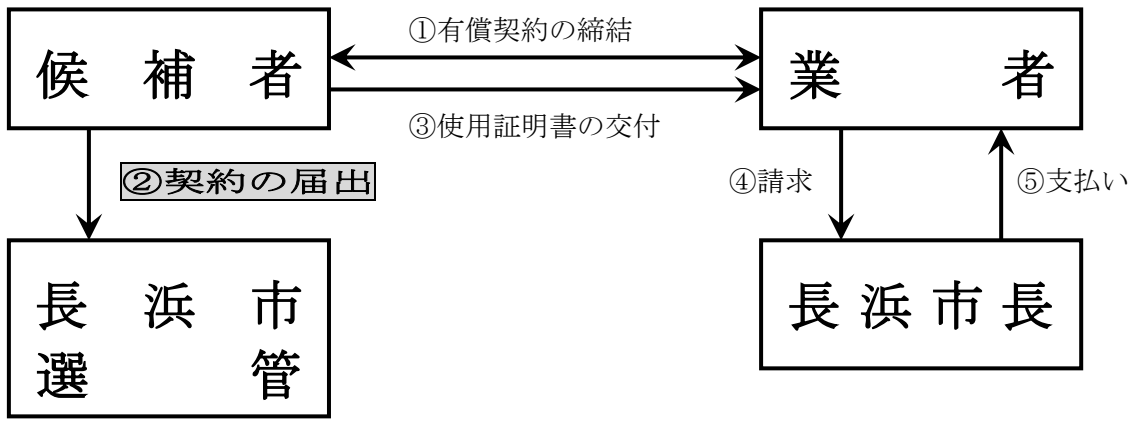 ①有償契約の締結
候補者
業者
③使用証明書の交付
②契約の届出
④請求
⑤支払い
長浜市
選管
長浜市長